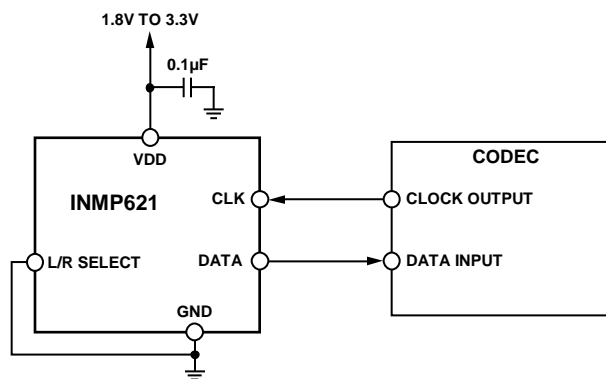 1.8V TO 3.3V
0.1µF
VDD
CODEC
INMP621
CLK
CLOCK OUTPUT
L/R SELECT
DATA
DATA INPUT
GND